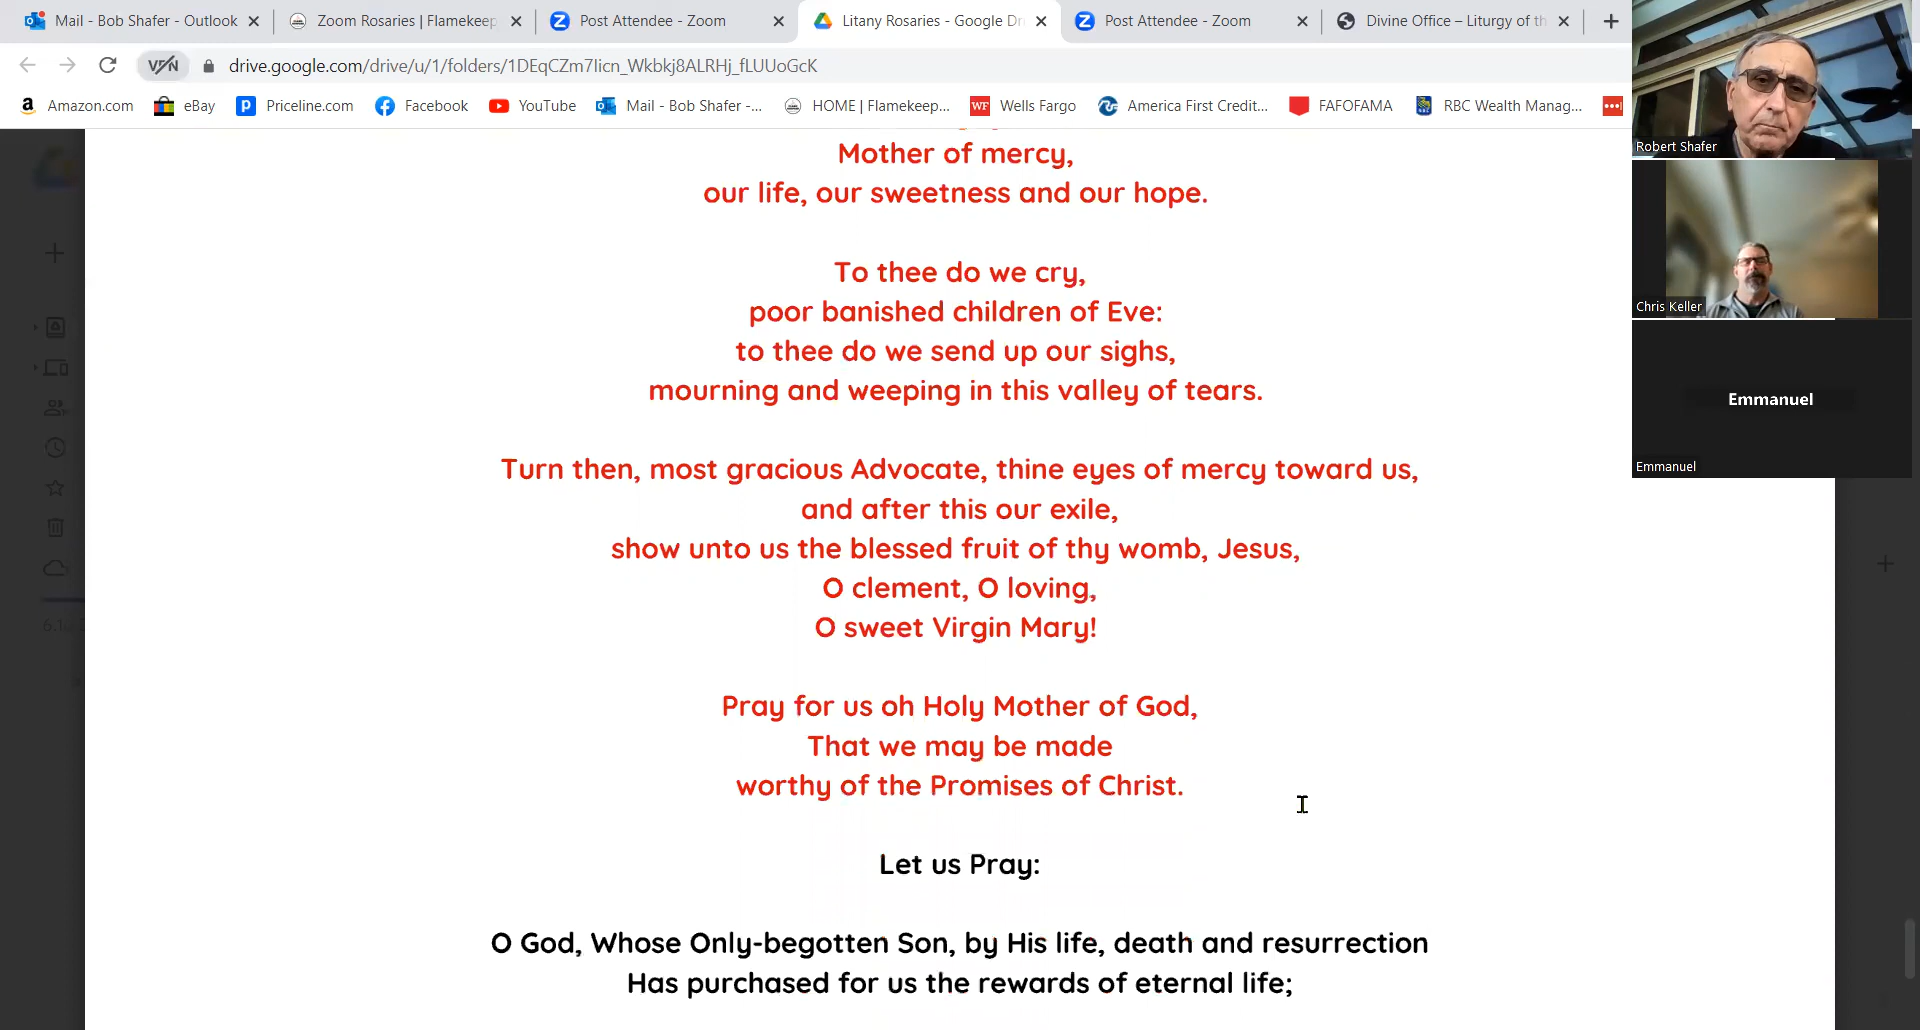 Mail - Bob Shafer - Outlook
Zoom Rosaries | Flamekeep
Post Attendee - Zoom
Litany Rosaries - Google Dr
Post Attendee - Zoom
Divine Office – Liturgy of th
VPN
drive.google.com/drive/u/1/folders/1DEqCZm7Iicn_Wkbkj8ALRHj_fLUUoGcK
Amazon.com
eBay
Priceline.com
Facebook
YouTube
Mail - Bob Shafer -...
HOME | Flamekeep...
WF
Wells Fargo
America First Credit...
FAFOFAMA
RBC Wealth Manag...
Mother of mercy,
our life, our sweetness and our hope.
To thee do we cry,
poor banished children of Eve:
to thee do we send up our sighs,
mourning and weeping in this valley of tears.
Turn then, most gracious Advocate, thine eyes of mercy toward us,
and after this our exile,
show unto us the blessed fruit of thy womb, Jesus,
O clement, O loving,
O sweet Virgin Mary!
Pray for us oh Holy Mother of God,
That we may be made
worthy of the Promises of Christ.
Let us Pray:
O God, Whose Only-begotten Son, by His life, death and resurrection
Has purchased for us the rewards of eternal life;
Robert Shafer
Chris Keller
Emmanuel
Emmanuel